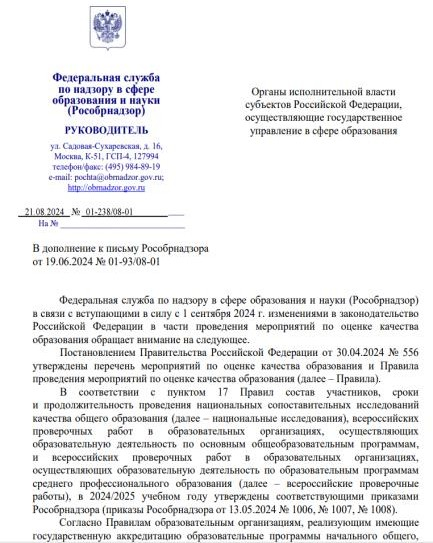 Федеральная служба
по надзору в сфере
образования и науки
(Рособрнадзор)
РУКОВОДИТЕЛЬ
ул. Садовая-Сухаревская, д. 16,
Москва, К-51, ГСП-4, 127994
телефон/факс: (495) 984-89-19
e-mail: pochta@obrnadzor.gov.ru;
http://obrnadzor.gov.ru
21.08.2024 № 01-238/08-01
На №
Органы исполнительной власти
субъектов Российской Федерации,
осуществляющие государственное
управление в сфере образования
В дополнение к письму Рособрнадзора
от 19.06.2024 № 01-93/08-01
Федеральная служба по надзору в сфере образования и науки (Рособрнадзор)
в связи с вступающими в силу с 1 сентября 2024 г. изменениями в законодательство
Российской Федерации в части проведения мероприятий по оценке качества
образования обращает внимание на следующее.
Постановлением Правительства Российской Федерации от 30.04.2024 № 556
утверждены перечень мероприятий по оценке качества образования и Правила
проведения мероприятий по оценке качества образования (далее – Правила).
В соответствии с пунктом 17 Правил состав участников, сроки
и продолжительность проведения национальных сопоставительных исследований
качества общего образования (далее – национальные исследования), всероссийских
проверочных работ в образовательных организациях, осуществляющих
образовательную деятельность по основным общеобразовательным программам,
и всероссийских проверочных работ в образовательных организациях,
осуществляющих образовательную деятельность по образовательным программам
среднего профессионального образования (далее – всероссийские проверочные
работы), в 2024/2025 учебном году утверждены соответствующими приказами
Рособрнадзора (приказы Рособрнадзора от 13.05.2024 № 1006, № 1007, № 1008).
Согласно Правилам образовательным организациям, реализующим имеющие
государственную аккредитацию образовательные программы начального общего,